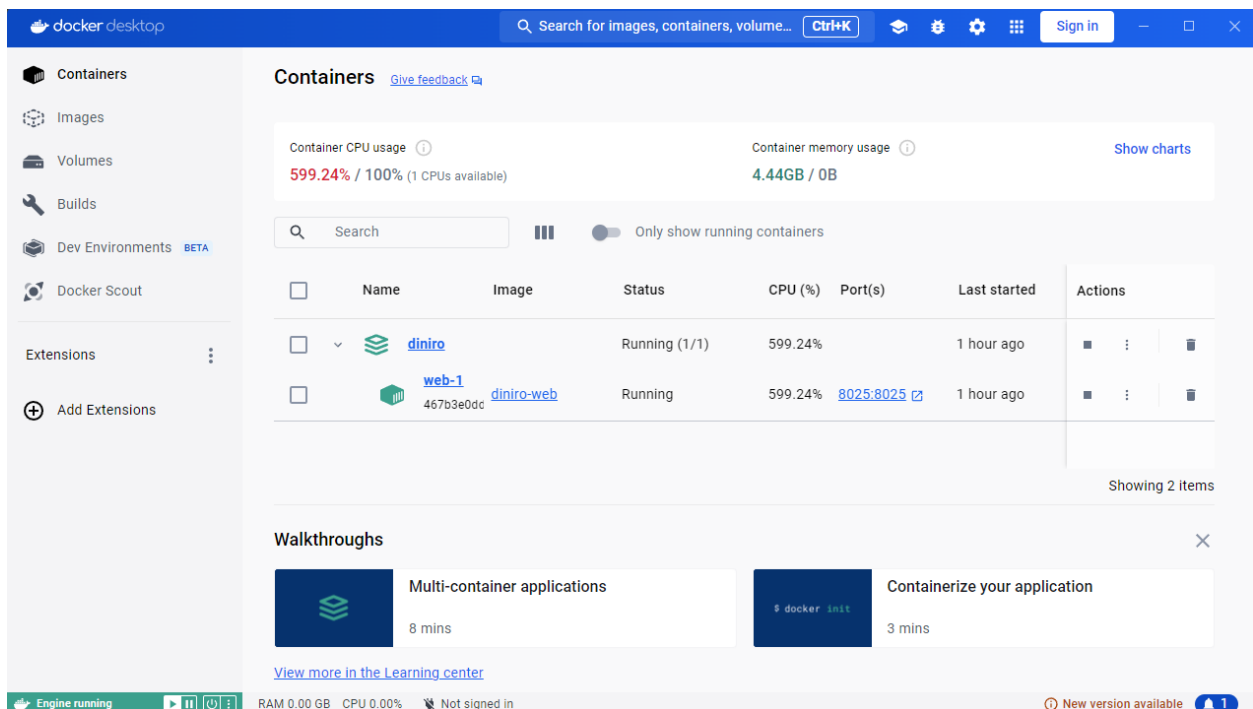 docker desktop
Search for images, containers, volume... Ctrl+K
Sign in
Containers
Images
Volumes
Builds
Dev Environments BETA
Docker Scout
Extensions
Add Extensions
Containers Give feedback
Container CPU usage
599.24% / 100% (1 CPUs available)
Container memory usage
4.44GB / 0B
Show charts
Search
Only show running containers
Name Image Status CPU (%) Port(s) Last started Actions
diniro Running (1/1) 599.24% 1 hour ago
web-1
467b3e0dd
diniro-web Running 599.24% 8025:8025 1 hour ago
Showing 2 items
Walkthroughs
Multi-container applications
8 mins
$ docker init
Containerize your application
3 mins
View more in the Learning center
Engine running
RAM 0.00 GB CPU 0.00% Not signed in
New version available 1